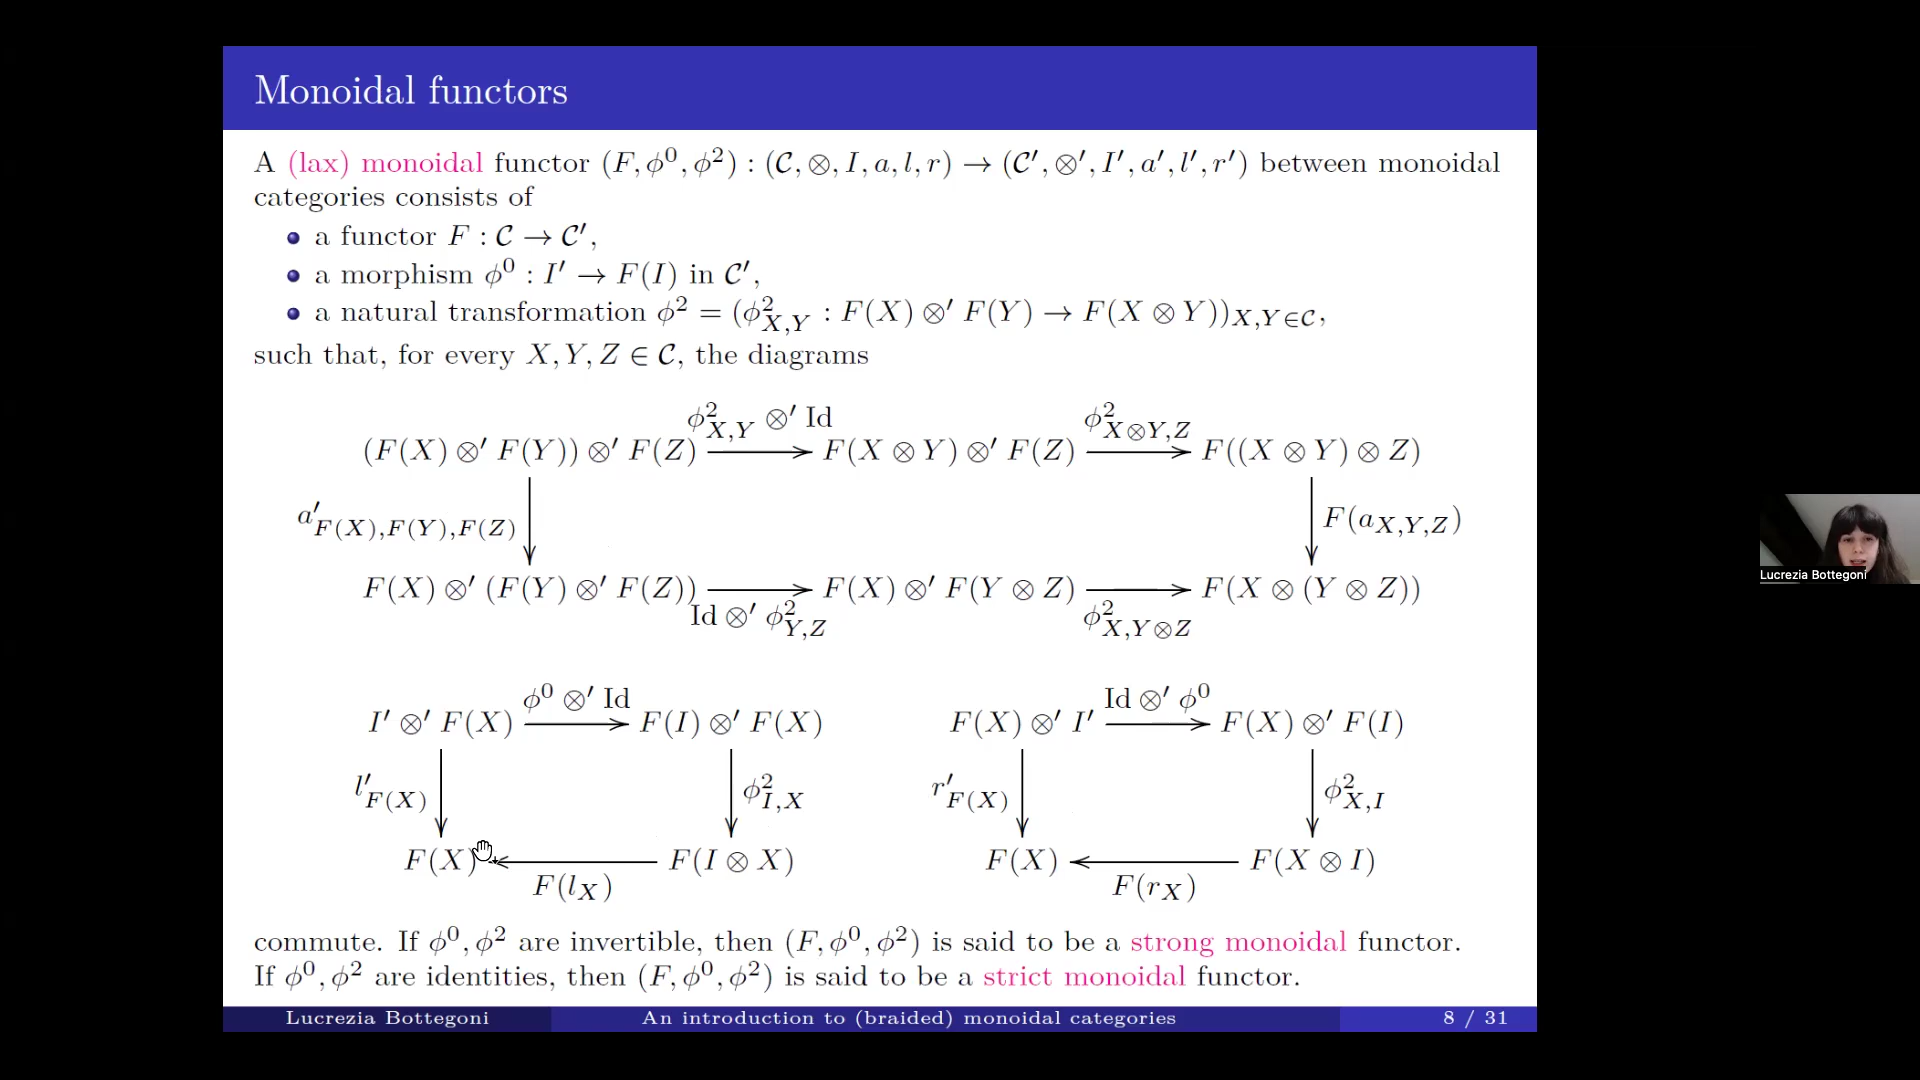 Monoidal functors
A (lax) monoidal functor (F, ϕ⁰, ϕ²) : (𝒞, ⊗, I, a, l, r) → (𝒞′, ⊗′, I′, a′, l′, r′) between monoidal
categories consists of
• a functor F : 𝒞 → 𝒞′,
• a morphism ϕ⁰ : I′ → F(I) in 𝒞′,
• a natural transformation ϕ² = (ϕ²_{X,Y} : F(X) ⊗′ F(Y) → F(X ⊗ Y))_{X,Y∈𝒞},
such that, for every X, Y, Z ∈ 𝒞, the diagrams
ϕ²_{X,Y} ⊗′ Id ϕ²_{X⊗Y,Z}
(F(X) ⊗′ F(Y)) ⊗′ F(Z) → F(X ⊗ Y) ⊗′ F(Z) → F((X ⊗ Y) ⊗ Z)
a′_{F(X),F(Y),F(Z)} F(a_{X,Y,Z})
F(X) ⊗′ (F(Y) ⊗′ F(Z)) → F(X) ⊗′ F(Y ⊗ Z) → F(X ⊗ (Y ⊗ Z))
Id ⊗′ ϕ²_{Y,Z} ϕ²_{X,Y⊗Z}
ϕ⁰ ⊗′ Id Id ⊗′ ϕ⁰
I′ ⊗′ F(X) → F(I) ⊗′ F(X) F(X) ⊗′ I′ → F(X) ⊗′ F(I)
l′_{F(X)} ϕ²_{I,X} r′_{F(X)} ϕ²_{X,I}
F(X) ← F(I ⊗ X) F(X) ← F(X ⊗ I)
F(l_X) F(r_X)
commute. If ϕ⁰, ϕ² are invertible, then (F, ϕ⁰, ϕ²) is said to be a strong monoidal functor.
If ϕ⁰, ϕ² are identities, then (F, ϕ⁰, ϕ²) is said to be a strict monoidal functor.
Lucrezia Bottegoni An introduction to (braided) monoidal categories 8 / 31
Lucrezia Bottegoni